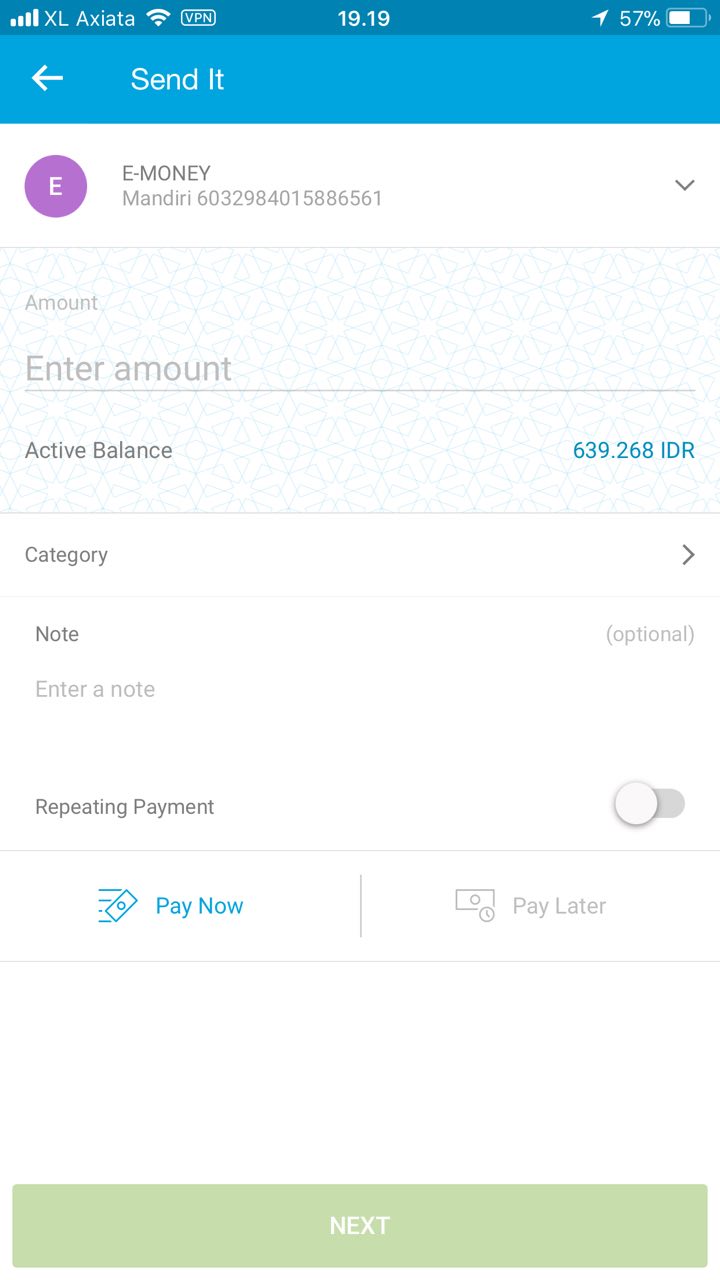 XL Axiata VPN 19.19 57%
Send It
E
E-MONEY
Mandiri 6032984015886561
Amount
Enter amount
Active Balance 639.268 IDR
Category
Note (optional)
Enter a note
Repeating Payment
Pay Now Pay Later
NEXT